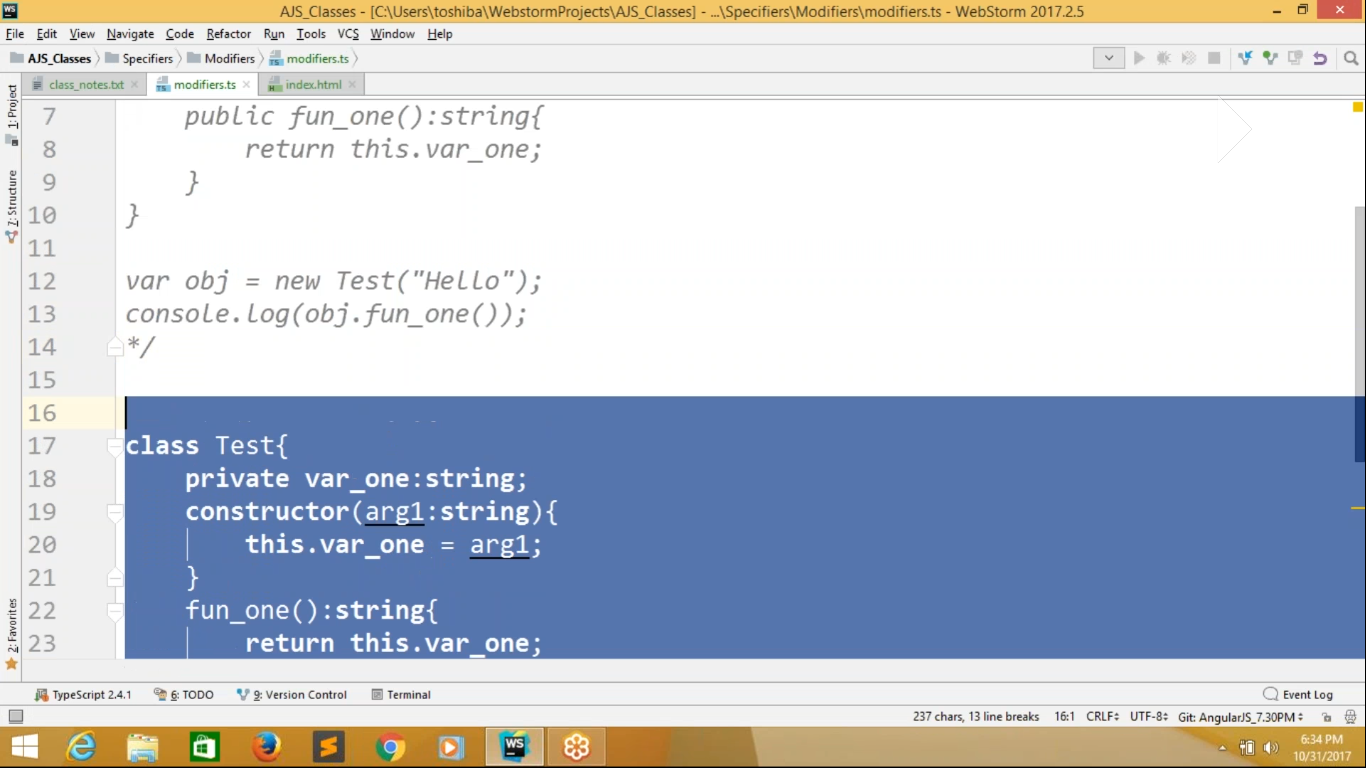 AJS_Classes - [C:\Users\toshiba\WebstormProjects\AJS_Classes] - ...\Specifiers\Modifiers\modifiers.ts - WebStorm 2017.2.5
File Edit View Navigate Code Refactor Run Tools VCS Window Help
AJS_Classes Specifiers Modifiers modifiers.ts
class_notes.txt modifiers.ts index.html
1: Project
7: Structure
2: Favorites
7 public fun_one():string{
8 return this.var_one;
9 }
10 }
11
12 var obj = new Test("Hello");
13 console.log(obj.fun_one());
14 */
15
16
17 class Test{
18 private var_one:string;
19 constructor(arg1:string){
20 this.var_one = arg1;
21 }
22 fun_one():string{
23 return this.var_one;
TypeScript 2.4.1 6: TODO 9: Version Control Terminal Event Log
237 chars, 13 line breaks 16:1 CRLF UTF-8 Git: AngularJS_7.30PM
6:34 PM
10/31/2017